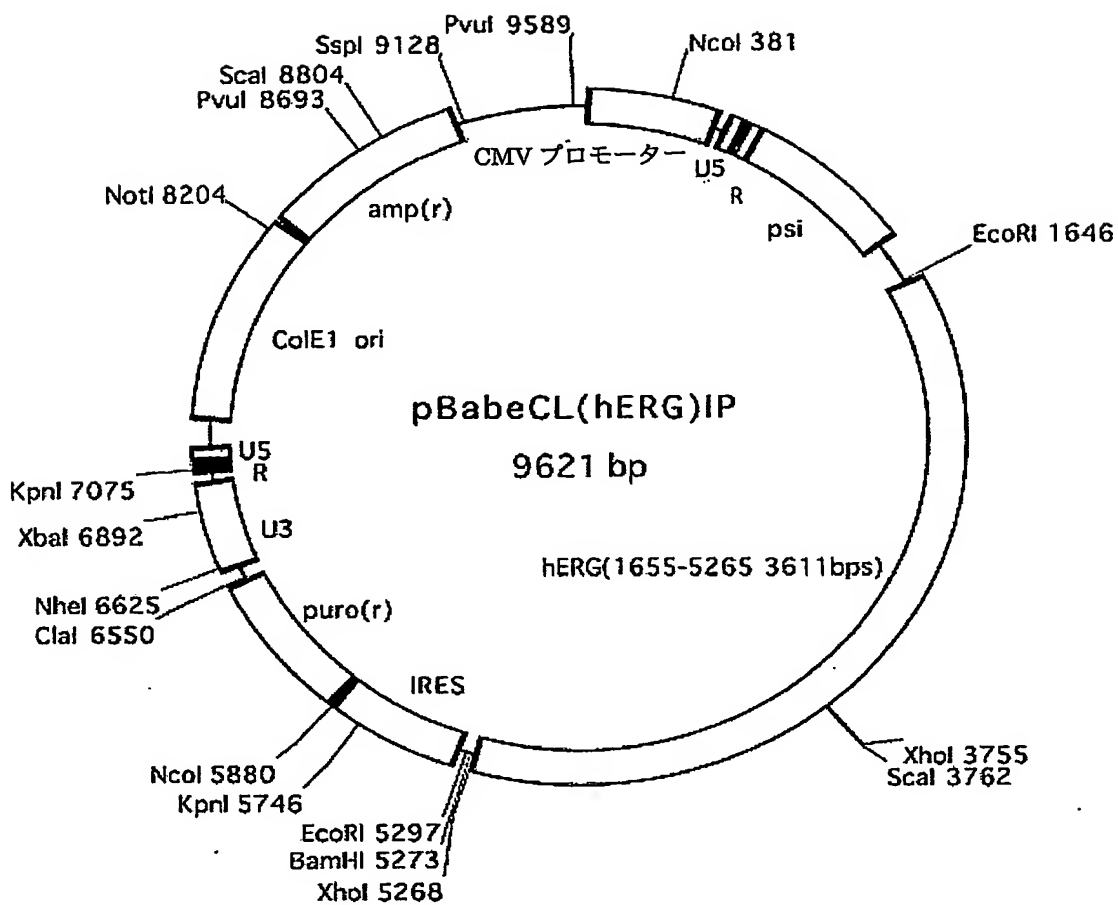 PvuI 9589
SspI 9128
NcoI 381
ScaI 8804
PvuI 8693
CMV プロモーター
U5
R
NotI 8204
amp(r)
psi
EcoRI 1646
ColE1 ori
pBabeCL(hERG)IP
9621 bp
U5
R
KpnI 7075
XbaI 6892
U3
hERG(1655-5265 3611bps)
NheI 6625
ClaI 6550
puro(r)
IRES
XhoI 3755
ScaI 3762
NcoI 5880
KpnI 5746
EcoRI 5297
BamHI 5273
XhoI 5268